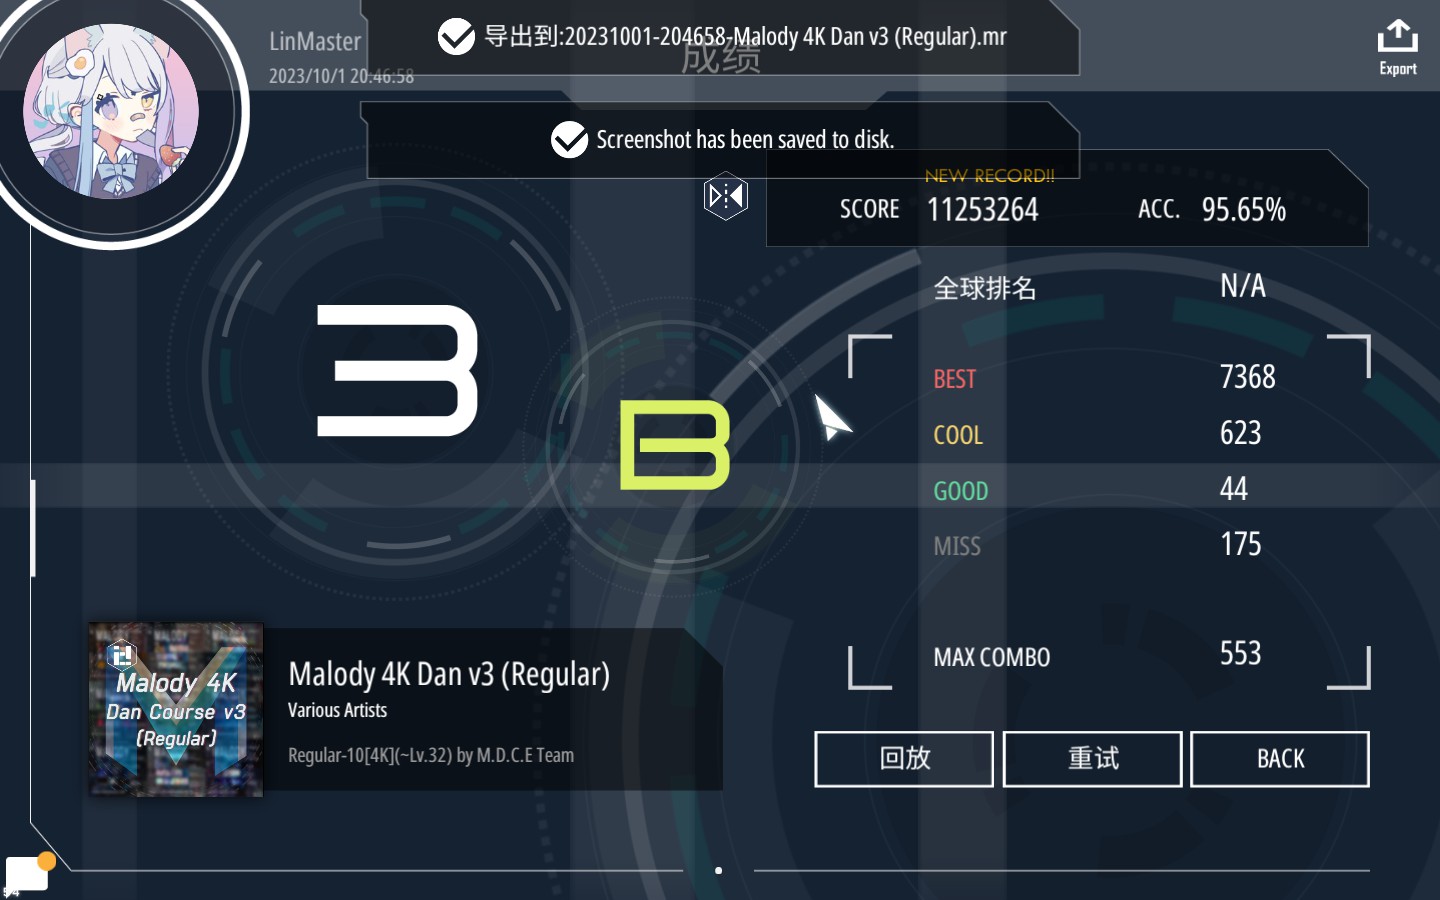 LinMaster
2023/10/1 20:46:58
导出到:20231001-204658-Malody 4K Dan v3 (Regular).mr
成绩
Export
Screenshot has been saved to disk.
NEW RECORD!!
SCORE 11253264 ACC. 95.65%
全球排名 N/A
B
BEST 7368
COOL 623
GOOD 44
MISS 175
MAX COMBO 553
Malody 4K
Dan Course v3
(Regular)
Malody 4K Dan v3 (Regular)
Various Artists
Regular-10[4K](~Lv.32) by M.D.C.E Team
回放 重试 BACK